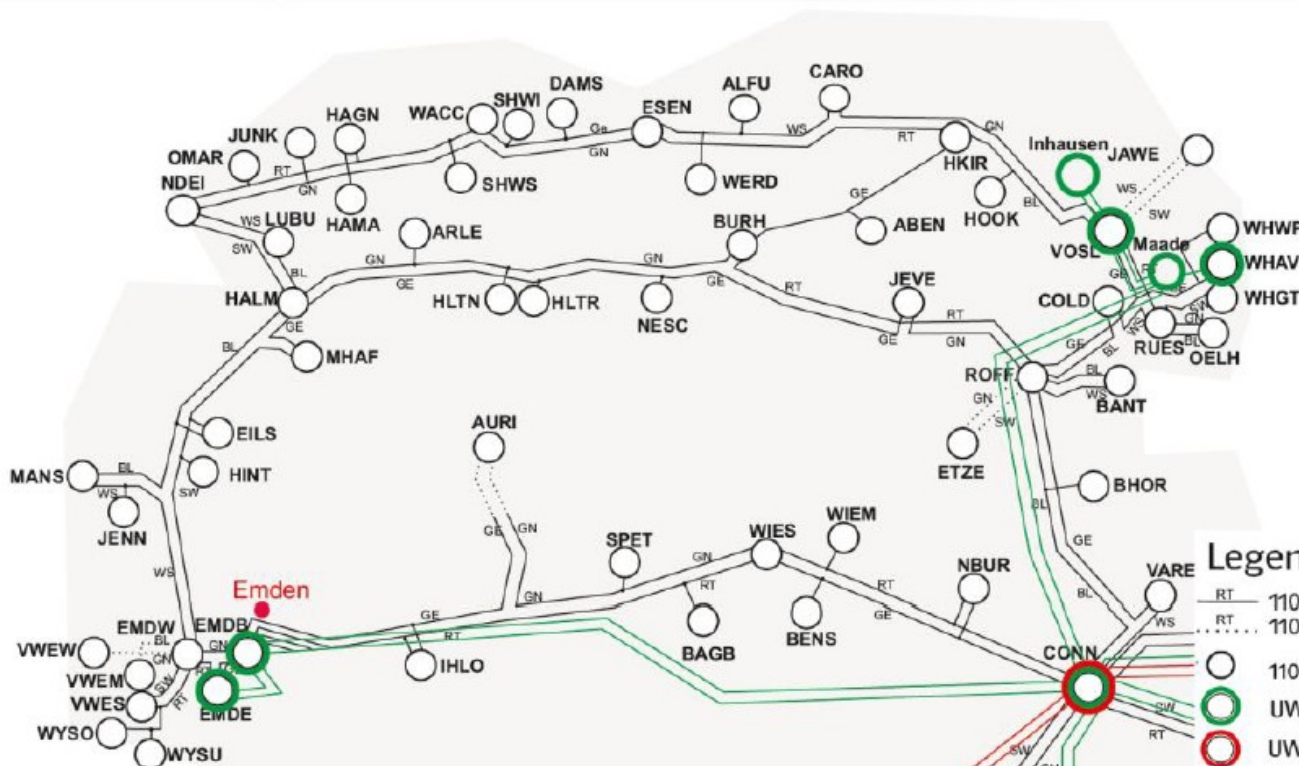 CARO
DAMS
ALFU
SHWI
ESEN
WACC
HAGN
Ge
WS
GN
JUNK
RT
HKIR
Inhausen
JAWE
OMAR
RT
GN
GN
WERD
NDEI
SHWS
HAMA
GE
HOOK
BL
WS
SW
WS
LUBU
SW
ARLE
BURH
ABEN
VOSL
Maade
WHWP
BL
GN
GE
GN
GE
RT
JEVE
GE
WHAV
HALM
GE
HLTN
HLTR
NESC
COLD
WHGT
RT
GE
GN
WS
SW
GN
BL
RUES
OELH
BL
MHAF
GE
BL
ROFF
BL
WS
BANT
GN
SW
AURI
EILS
ETZE
MANS
BL
WS
HINT
SW
BHOR
JENN
BL
GE
GN
WIEM
WIES
SPET
GN
RT
GE
WS
RT
GE
NBUR
BL
VARE
WS
Legen
RT
110
RT
110
Emden
GE
GN
RT
EMDW
EMDB
BL
GN
GN
VWEW
BAGB
BENS
CONN
110
IHLO
VWEM
SW
RT
VWES
EMDE
SW
RT
UW
WYSO
WYSU
SW
UW